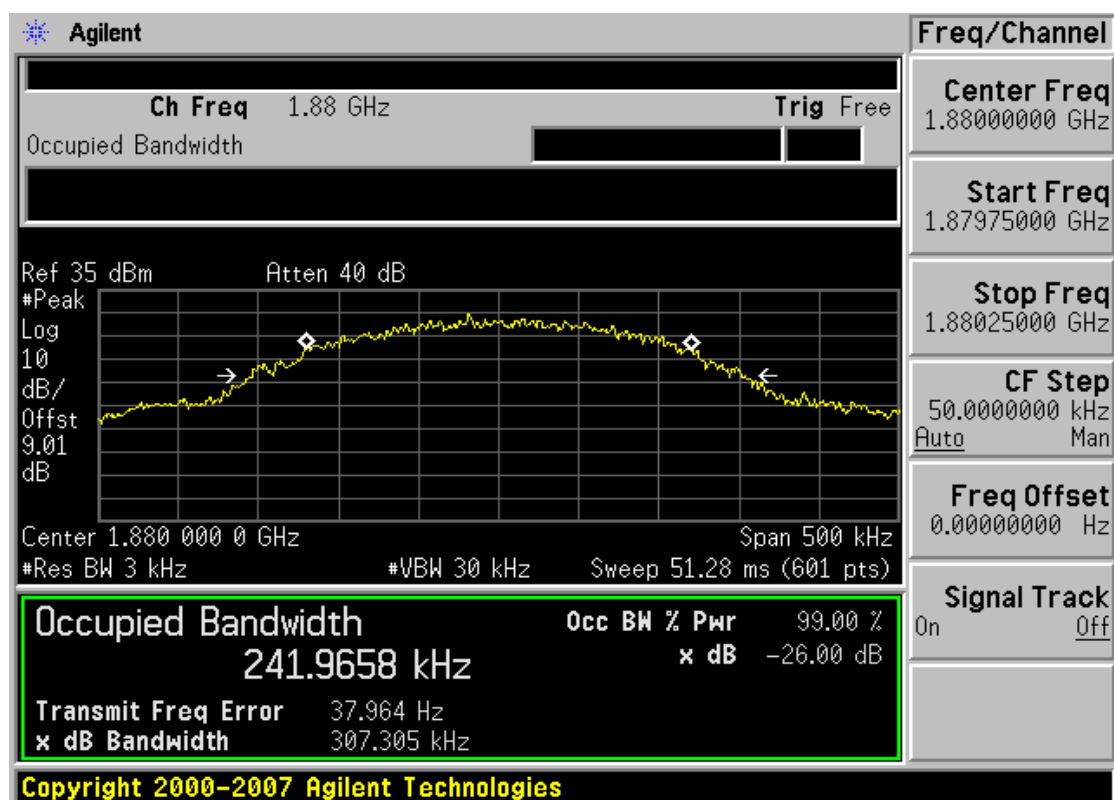 Agilent
Freq/Channel
Ch Freq 1.88 GHz Trig Free
Occupied Bandwidth
Center Freq
1.88000000 GHz
Start Freq
1.87975000 GHz
Stop Freq
1.88025000 GHz
CF Step
50.0000000 kHz
Auto Man
Freq Offset
0.00000000 Hz
Signal Track
On Off
Ref 35 dBm Atten 40 dB
#Peak
Log
10
dB/
Offst
9.01
dB
Center 1.880 000 0 GHz Span 500 kHz
#Res BW 3 kHz #VBW 30 kHz Sweep 51.28 ms (601 pts)
Occupied Bandwidth
241.9658 kHz
Occ BW % Pwr 99.00 %
x dB -26.00 dB
Transmit Freq Error 37.964 Hz
x dB Bandwidth 307.305 kHz
Copyright 2000-2007 Agilent Technologies